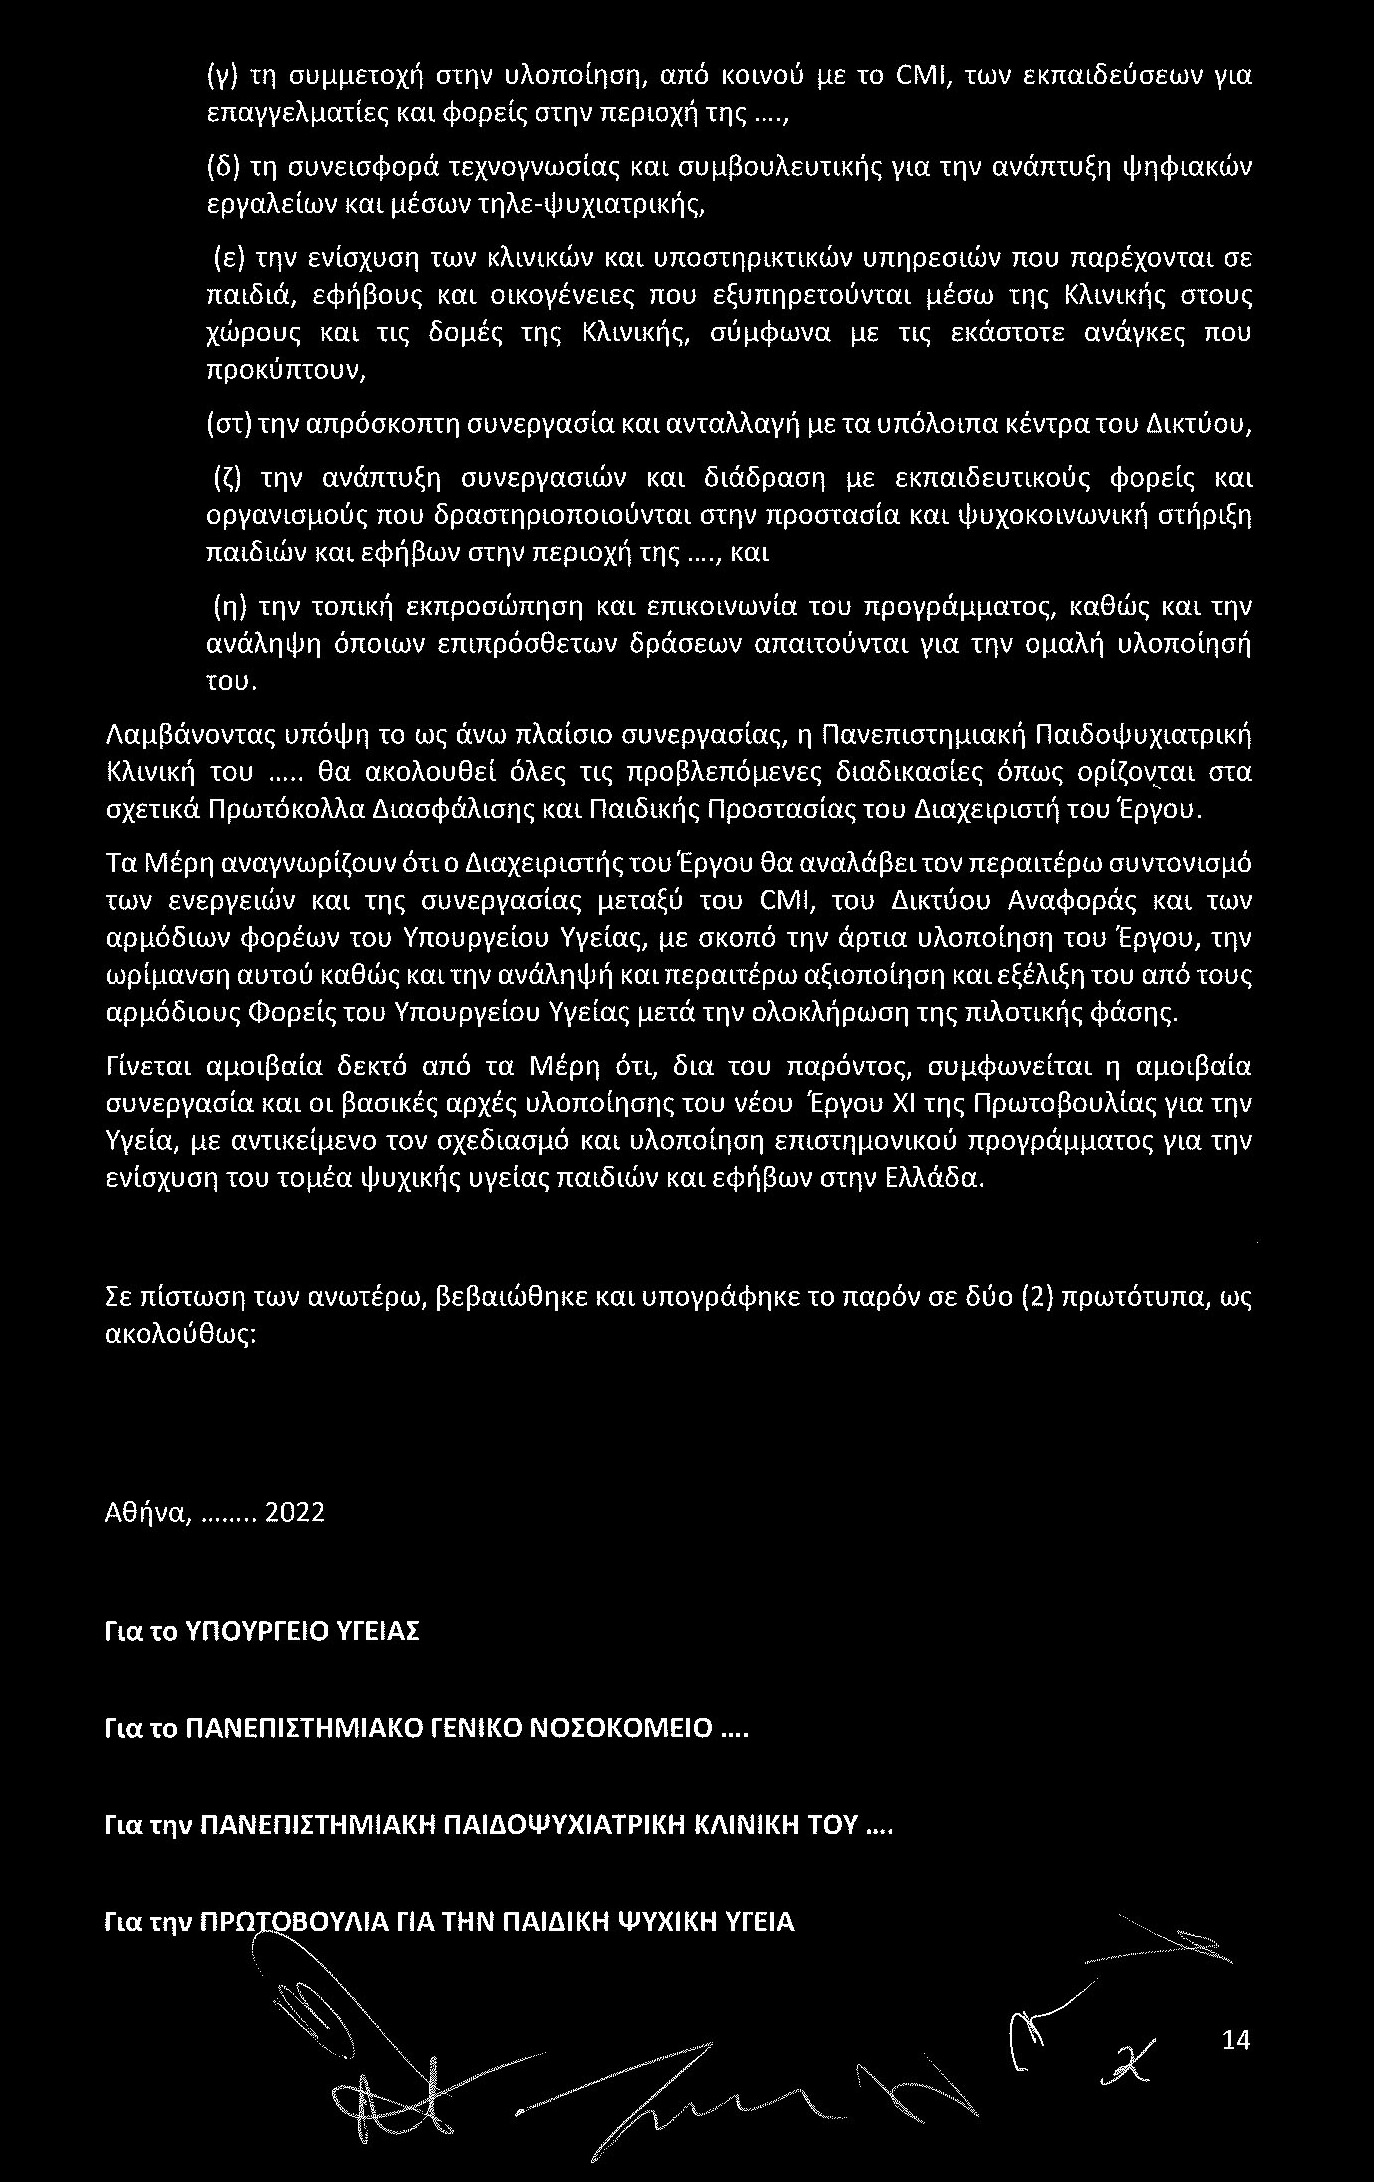 (γ) τη συμμετοχή στην υλοποίηση, από κοινού με το CMI, των εκπαιδεύσεων για
επαγγελματίες και φορείς στην περιοχή της ....,
(δ) τη συνεισφορά τεχνογνωσίας και συμβουλευτικής για την ανάπτυξη ψηφιακών
εργαλείων και μέσων τηλε-ψυχιατρικής,
(ε) την ενίσχυση των κλινικών και υποστηρικτικών υπηρεσιών που παρέχονται σε
παιδιά, εφήβους και οικογένειες που εξυπηρετούνται μέσω της Κλινικής στους
χώρους και τις δομές της Κλινικής, σύμφωνα με τις εκάστοτε ανάγκες που
προκύπτουν,
(στ) την απρόσκοπτη συνεργασία και ανταλλαγή με τα υπόλοιπα κέντρα του Δικτύου,
(ζ) την ανάπτυξη συνεργασιών και διάδραση με εκπαιδευτικούς φορείς και
οργανισμούς που δραστηριοποιούνται στην προστασία και ψυχοκοινωνική στήριξη
παιδιών και εφήβων στην περιοχή της ...., και
(η) την τοπική εκπροσώπηση και επικοινωνία του προγράμματος, καθώς και την
ανάληψη όποιων επιπρόσθετων δράσεων απαιτούνται για την ομαλή υλοποίησή
του.
Λαμβάνοντας υπόψη το ως άνω πλαίσιο συνεργασίας, η Πανεπιστημιακή Παιδοψυχιατρική
Κλινική του ..... θα ακολουθεί όλες τις προβλεπόμενες διαδικασίες όπως ορίζονται στα
σχετικά Πρωτόκολλα Διασφάλισης και Παιδικής Προστασίας του Διαχειριστή του Έργου.
Τα Μέρη αναγνωρίζουν ότι ο Διαχειριστής του Έργου θα αναλάβει τον περαιτέρω συντονισμό
των ενεργειών και της συνεργασίας μεταξύ του CMI, του Δικτύου Αναφοράς και των
αρμόδιων φορέων του Υπουργείου Υγείας, με σκοπό την άρτια υλοποίηση του Έργου, την
ωρίμανση αυτού καθώς και την ανάληψή και περαιτέρω αξιοποίηση και εξέλιξη του από τους
αρμόδιους Φορείς του Υπουργείου Υγείας μετά την ολοκλήρωση της πιλοτικής φάσης.
Γίνεται αμοιβαία δεκτό από τα Μέρη ότι, δια του παρόντος, συμφωνείται η αμοιβαία
συνεργασία και οι βασικές αρχές υλοποίησης του νέου Έργου XI της Πρωτοβουλίας για την
Υγεία, με αντικείμενο τον σχεδιασμό και υλοποίηση επιστημονικού προγράμματος για την
ενίσχυση του τομέα ψυχικής υγείας παιδιών και εφήβων στην Ελλάδα.
Σε πίστωση των ανωτέρω, βεβαιώθηκε και υπογράφηκε το παρόν σε δύο (2) πρωτότυπα, ως
ακολούθως:
Αθήνα, ........ 2022
Για το ΥΠΟΥΡΓΕΙΟ ΥΓΕΙΑΣ
Για το ΠΑΝΕΠΙΣΤΗΜΙΑΚΟ ΓΕΝΙΚΟ ΝΟΣΟΚΟΜΕΙΟ ....
Για την ΠΑΝΕΠΙΣΤΗΜΙΑΚΗ ΠΑΙΔΟΨΥΧΙΑΤΡΙΚΗ ΚΛΙΝΙΚΗ ΤΟΥ ....
Για την ΠΡΩΤΟΒΟΥΛΙΑ ΓΙΑ ΤΗΝ ΠΑΙΔΙΚΗ ΨΥΧΙΚΗ ΥΓΕΙΑ
14